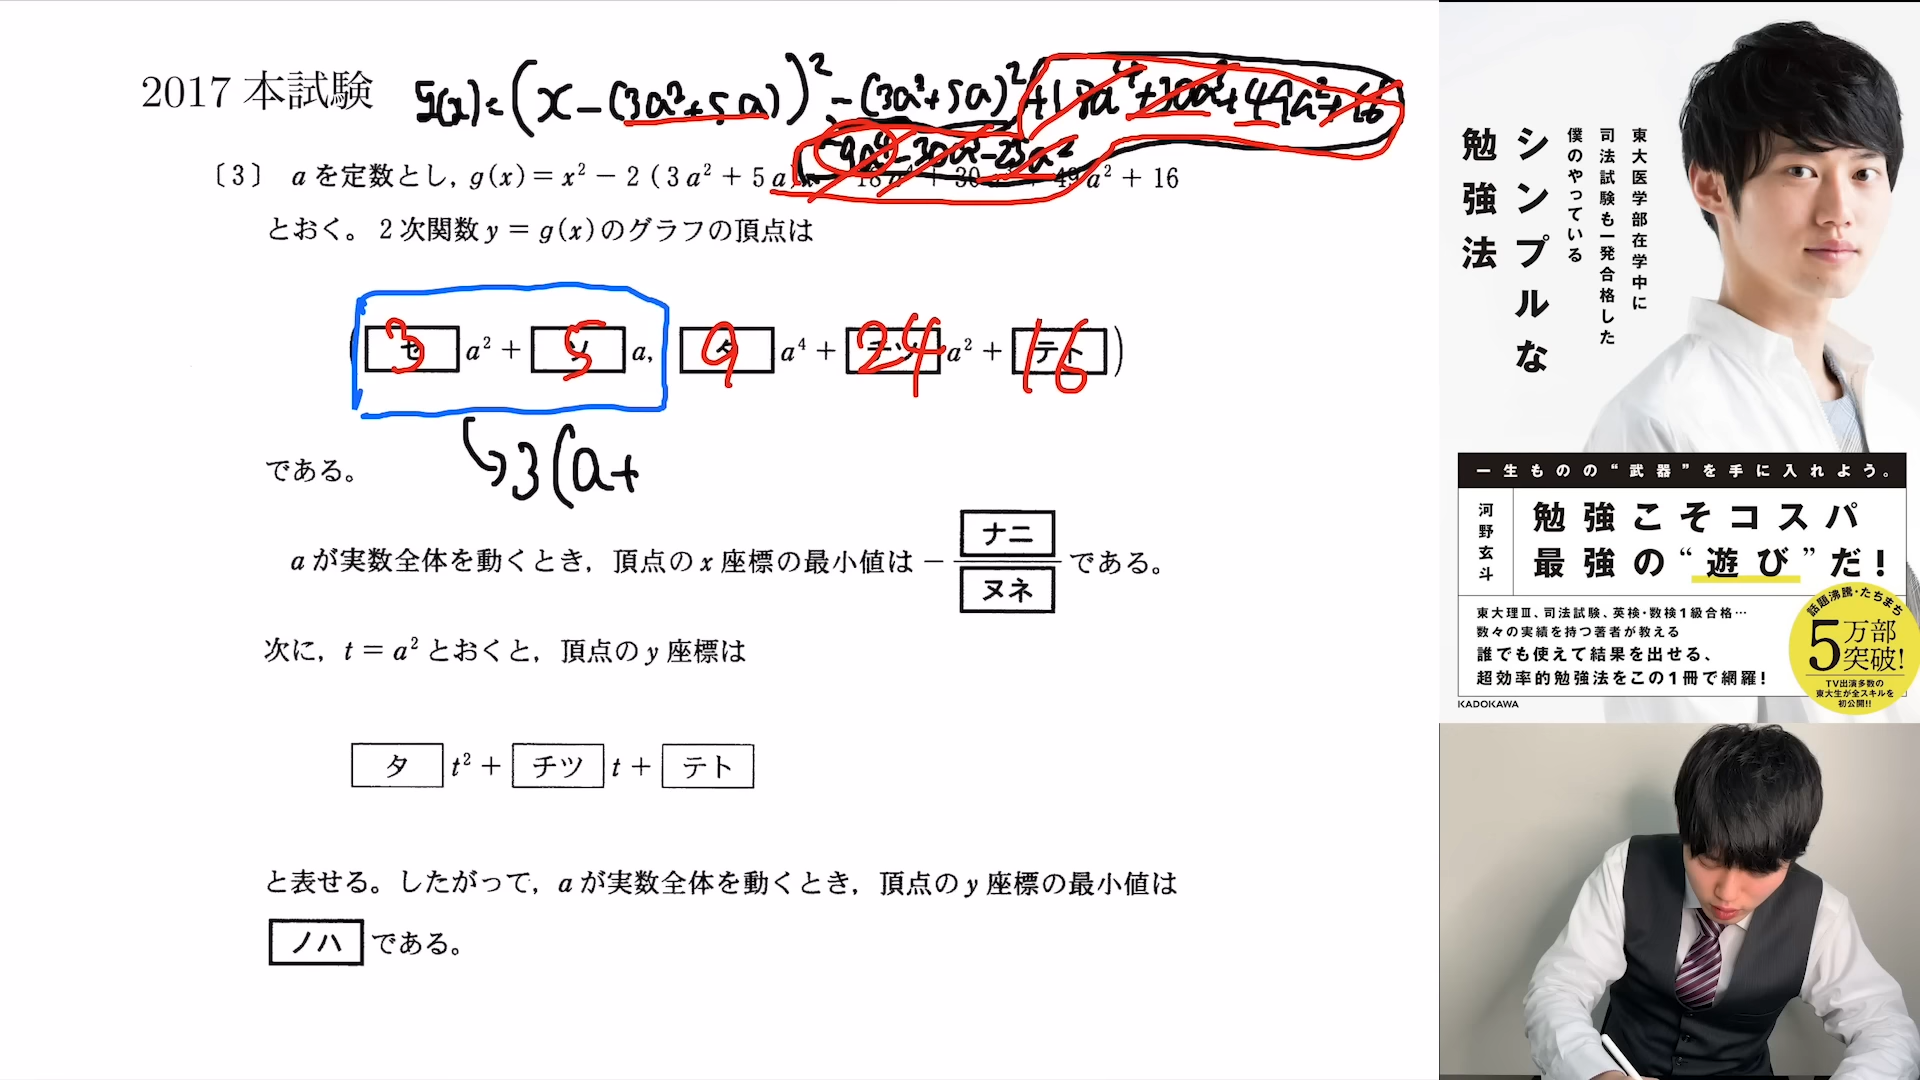 2017 本試験
g(x) = (x − (3a²+5a))² − (3a²+5a)² + 18a⁴ + 30a³ + 49a² + 16
−9a⁴ − 30a³ − 25a²
〔3〕 a を定数とし, g(x) = x² − 2 ( 3 a² + 5 a ) x + 18 a⁴ + 30 a³ + 49 a² + 16
とおく。2次関数 y = g(x) のグラフの頂点は
( セ 3 a² + ソ 5 a, タ 9 a⁴ + チツ 24 a² + テト 16 )
である。
3(a+
a が実数全体を動くとき, 頂点の x 座標の最小値は − ナニ / ヌネ である。
次に, t = a² とおくと, 頂点の y 座標は
タ t² + チツ t + テト
と表せる。したがって, a が実数全体を動くとき, 頂点の y 座標の最小値は
ノハ である。
東大医学部在学中に
司法試験も一発合格した
僕のやっている
シンプルな
勉強法
一生ものの“武器”を手に入れよう。
河野玄斗
勉強こそコスパ
最強の“遊び”だ!
東大理Ⅲ、司法試験、英検・数検1級合格…
数々の実績を持つ著者が教える
誰でも使えて結果を出せる、
超効率的勉強法をこの1冊で網羅!
話題沸騰・たちまち
5万部
突破!
TV出演多数の
東大生が全スキルを
初公開!!
KADOKAWA